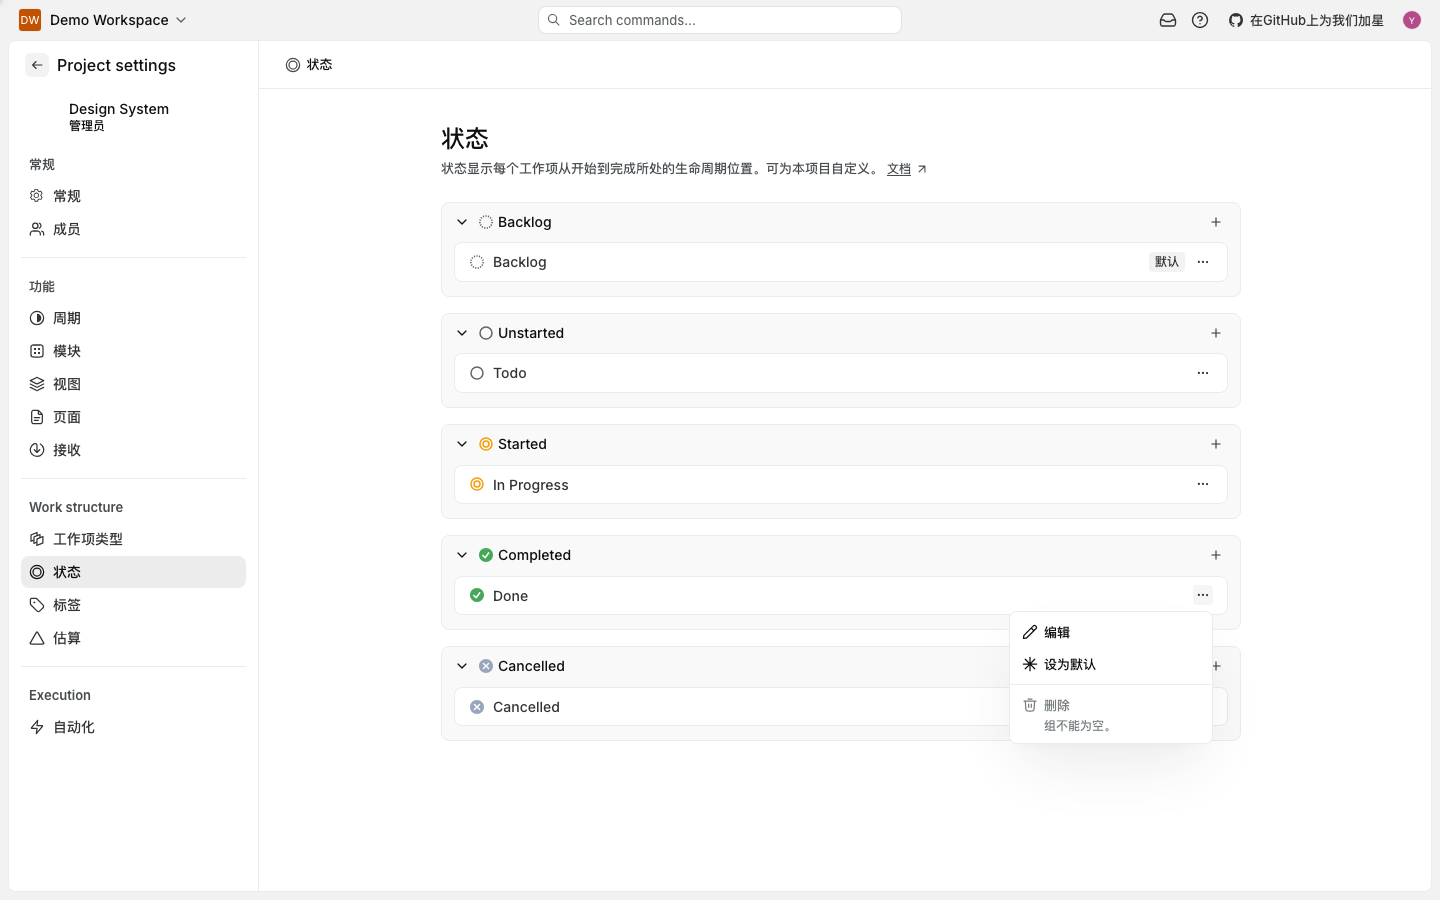 DW Demo Workspace
Search commands...
在GitHub上为我们加星
Y
Project settings
Design System
管理员
常规
常规
成员
功能
周期
模块
视图
页面
接收
Work structure
工作项类型
状态
标签
估算
Execution
自动化
状态
状态
状态显示每个工作项从开始到完成所处的生命周期位置。可为本项目自定义。 文档
Backlog
Backlog
默认
Unstarted
Todo
Started
In Progress
Completed
Done
Cancelled
Cancelled
编辑
设为默认
删除
组不能为空。